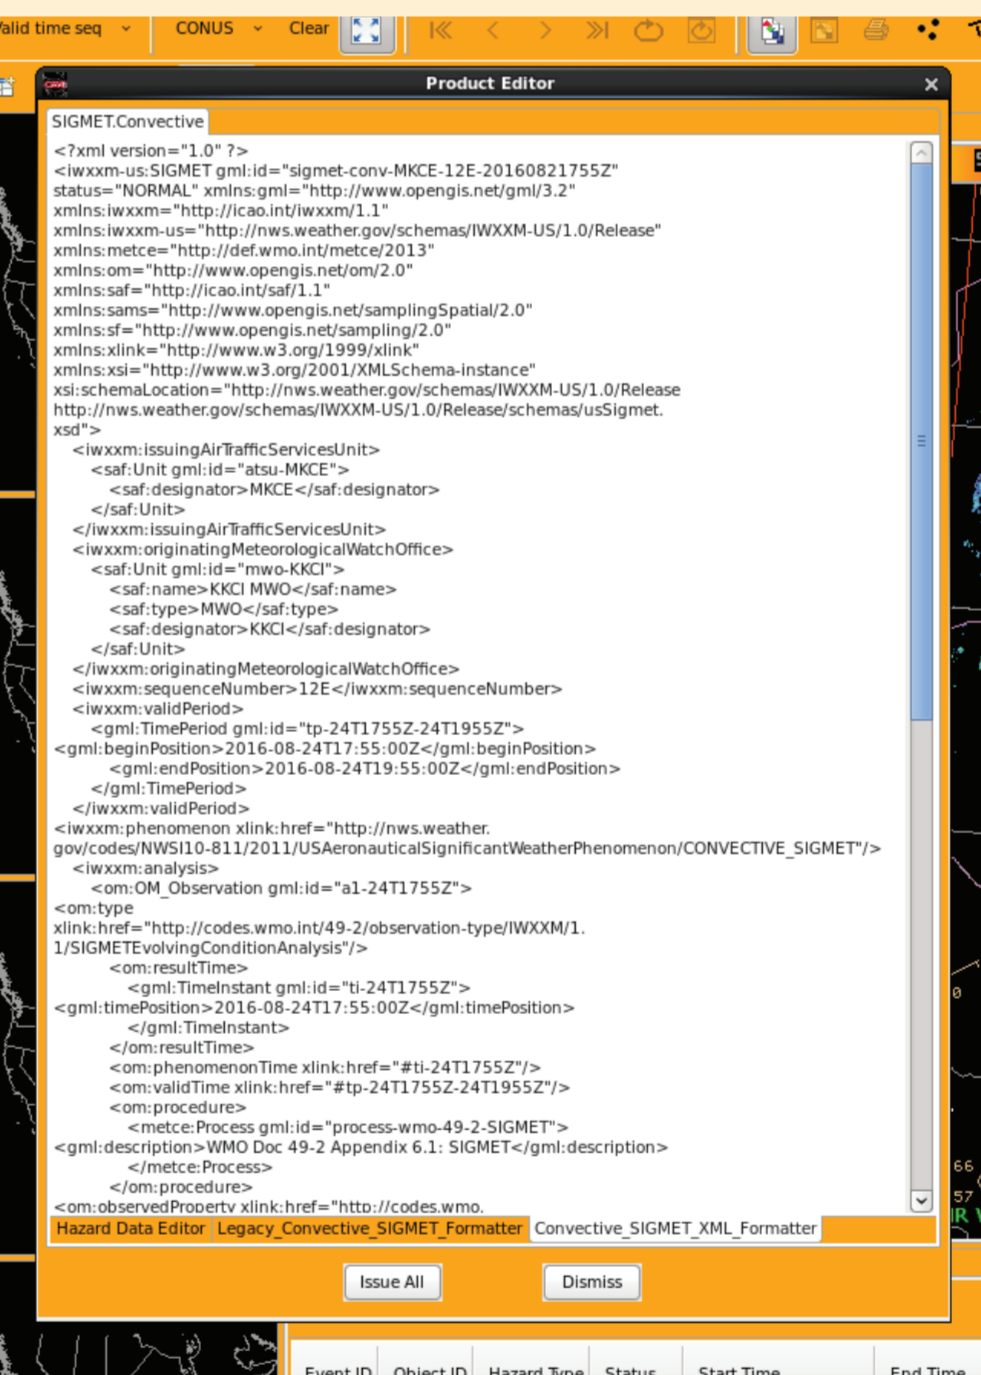 alid time seq CONUS Clear
Product Editor
SIGMET.Convective
<?xml version="1.0" ?>
<iwxxm-us:SIGMET gml:id="sigmet-conv-MKCE-12E-20160821755Z"
status="NORMAL" xmlns:gml="http://www.opengis.net/gml/3.2"
xmlns:iwxxm="http://icao.int/iwxxm/1.1"
xmlns:iwxxm-us="http://nws.weather.gov/schemas/IWXXM-US/1.0/Release"
xmlns:metce="http://def.wmo.int/metce/2013"
xmlns:om="http://www.opengis.net/om/2.0"
xmlns:saf="http://icao.int/saf/1.1"
xmlns:sams="http://www.opengis.net/samplingSpatial/2.0"
xmlns:sf="http://www.opengis.net/sampling/2.0"
xmlns:xlink="http://www.w3.org/1999/xlink"
xmlns:xsi="http://www.w3.org/2001/XMLSchema-instance"
xsi:schemaLocation="http://nws.weather.gov/schemas/IWXXM-US/1.0/Release
http://nws.weather.gov/schemas/IWXXM-US/1.0/Release/schemas/usSigmet.
xsd">
<iwxxm:issuingAirTrafficServicesUnit>
<saf:Unit gml:id="atsu-MKCE">
<saf:designator>MKCE</saf:designator>
</saf:Unit>
</iwxxm:issuingAirTrafficServicesUnit>
<iwxxm:originatingMeteorologicalWatchOffice>
<saf:Unit gml:id="mwo-KKCI">
<saf:name>KKCI MWO</saf:name>
<saf:type>MWO</saf:type>
<saf:designator>KKCI</saf:designator>
</saf:Unit>
</iwxxm:originatingMeteorologicalWatchOffice>
<iwxxm:sequenceNumber>12E</iwxxm:sequenceNumber>
<iwxxm:validPeriod>
<gml:TimePeriod gml:id="tp-24T1755Z-24T1955Z">
<gml:beginPosition>2016-08-24T17:55:00Z</gml:beginPosition>
<gml:endPosition>2016-08-24T19:55:00Z</gml:endPosition>
</gml:TimePeriod>
</iwxxm:validPeriod>
<iwxxm:phenomenon xlink:href="http://nws.weather.
gov/codes/NWSI10-811/2011/USAeronauticalSignificantWeatherPhenomenon/CONVECTIVE_SIGMET"/>
<iwxxm:analysis>
<om:OM_Observation gml:id="a1-24T1755Z">
<om:type
xlink:href="http://codes.wmo.int/49-2/observation-type/IWXXM/1.
1/SIGMETEvolvingConditionAnalysis"/>
<om:resultTime>
<gml:TimeInstant gml:id="ti-24T1755Z">
<gml:timePosition>2016-08-24T17:55:00Z</gml:timePosition>
</gml:TimeInstant>
</om:resultTime>
<om:phenomenonTime xlink:href="#ti-24T1755Z"/>
<om:validTime xlink:href="#tp-24T1755Z-24T1955Z"/>
<om:procedure>
<metce:Process gml:id="process-wmo-49-2-SIGMET">
<gml:description>WMO Doc 49-2 Appendix 6.1: SIGMET</gml:description>
</metce:Process>
</om:procedure>
<om:observedProperty xlink:href="http://codes.wmo.
Hazard Data Editor Legacy_Convective_SIGMET_Formatter Convective_SIGMET_XML_Formatter
Issue All Dismiss
0
66
57
R
Event ID Object ID Hazard Type Status Start Time End Time